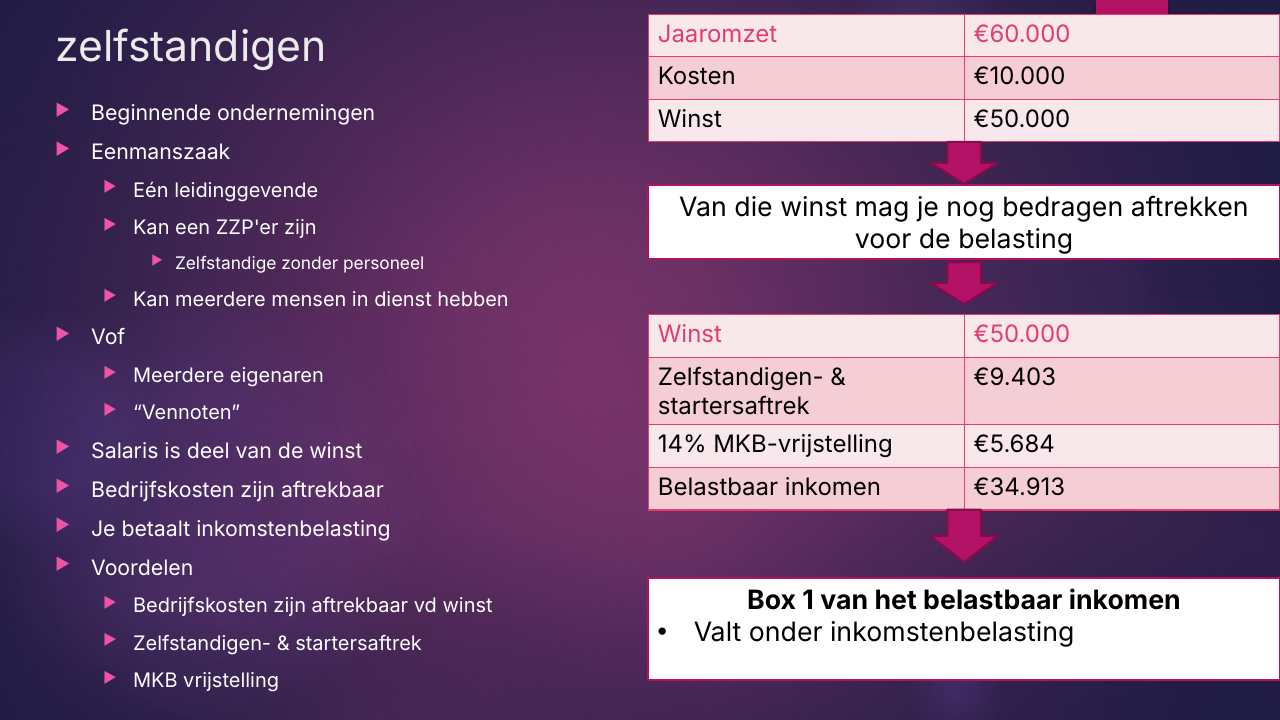 zelfstandigen
Beginnende ondernemingen
Eenmanszaak
Eén leidinggevende
Kan een ZZP'er zijn
Zelfstandige zonder personeel
Kan meerdere mensen in dienst hebben
Vof
Meerdere eigenaren
“Vennoten”
Salaris is deel van de winst
Bedrijfskosten zijn aftrekbaar
Je betaalt inkomstenbelasting
Voordelen
Bedrijfskosten zijn aftrekbaar vd winst
Zelfstandigen- & startersaftrek
MKB vrijstelling
Jaaromzet €60.000
Kosten €10.000
Winst €50.000
Van die winst mag je nog bedragen aftrekken
voor de belasting
Winst €50.000
Zelfstandigen- & €9.403
startersaftrek
14% MKB-vrijstelling €5.684
Belastbaar inkomen €34.913
Box 1 van het belastbaar inkomen
• Valt onder inkomstenbelasting